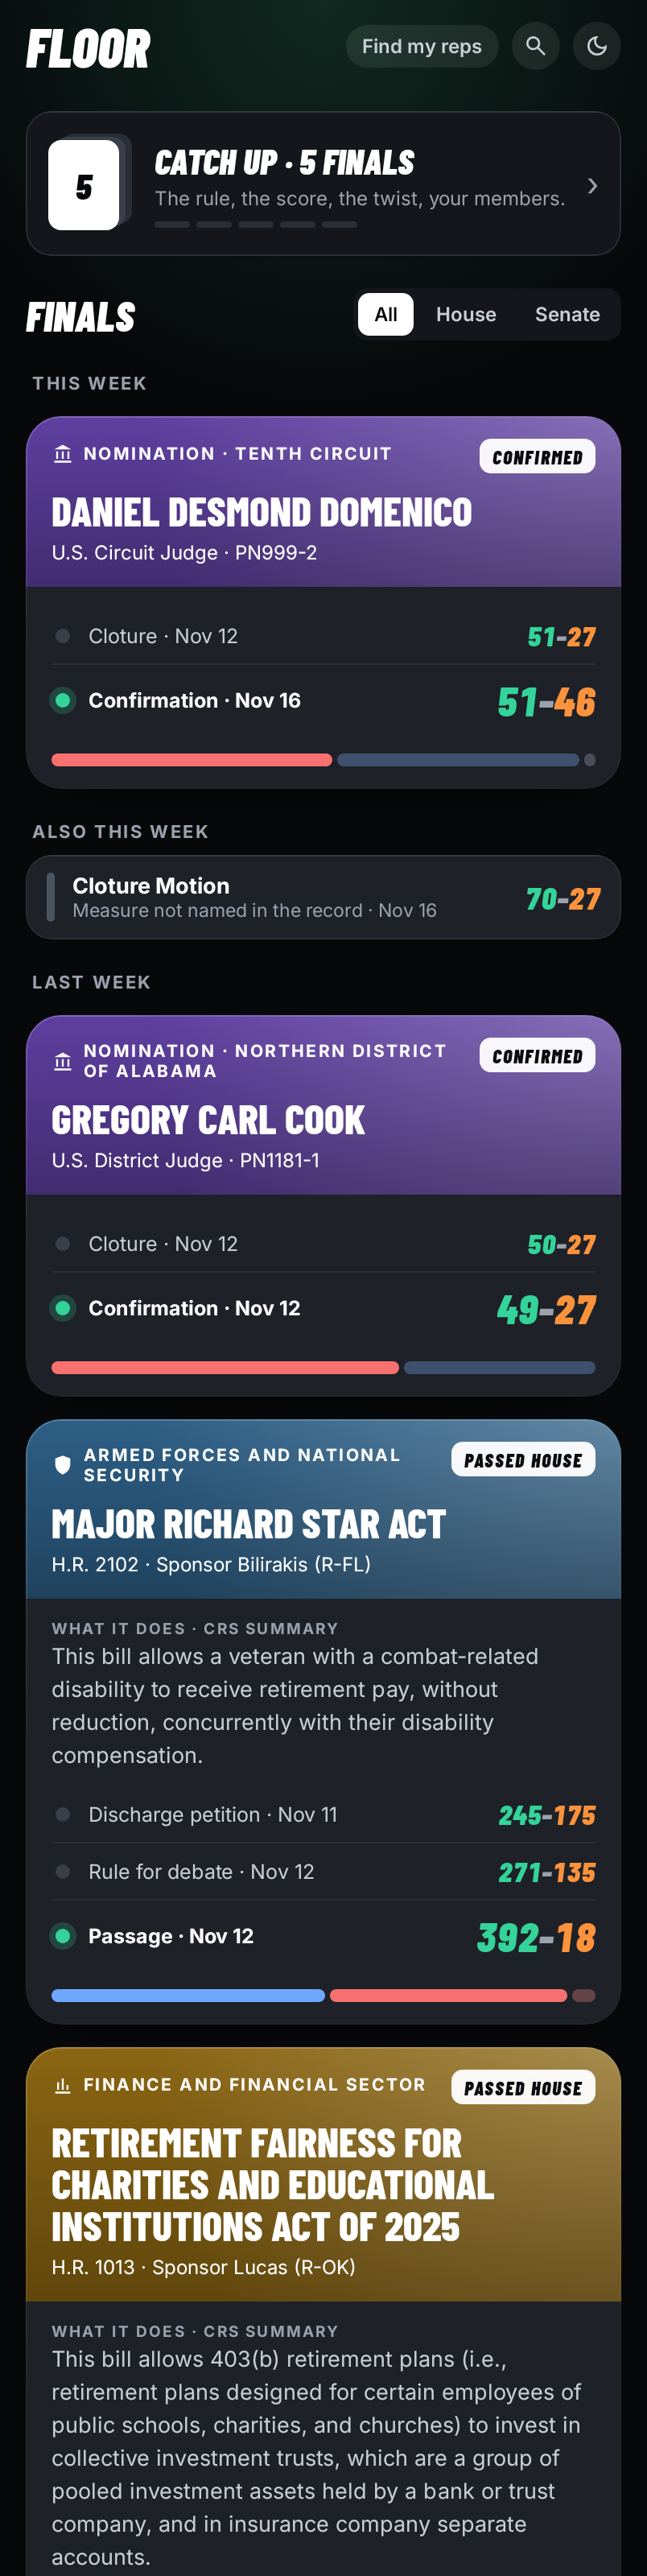 FLOOR
Find my reps
5
CATCH UP · 5 FINALS
The rule, the score, the twist, your members.
FINALS
All
House
Senate
THIS WEEK
NOMINATION · TENTH CIRCUIT
CONFIRMED
DANIEL DESMOND DOMENICO
U.S. Circuit Judge · PN999-2
Cloture · Nov 12
51-27
Confirmation · Nov 16
51-46
ALSO THIS WEEK
Cloture Motion
Measure not named in the record · Nov 16
70-27
LAST WEEK
NOMINATION · NORTHERN DISTRICT
OF ALABAMA
CONFIRMED
GREGORY CARL COOK
U.S. District Judge · PN1181-1
Cloture · Nov 12
50-27
Confirmation · Nov 12
49-27
ARMED FORCES AND NATIONAL
SECURITY
PASSED HOUSE
MAJOR RICHARD STAR ACT
H.R. 2102 · Sponsor Bilirakis (R-FL)
WHAT IT DOES · CRS SUMMARY
This bill allows a veteran with a combat-related
disability to receive retirement pay, without
reduction, concurrently with their disability
compensation.
Discharge petition · Nov 11
245-175
Rule for debate · Nov 12
271-135
Passage · Nov 12
392-18
FINANCE AND FINANCIAL SECTOR
PASSED HOUSE
RETIREMENT FAIRNESS FOR
CHARITIES AND EDUCATIONAL
INSTITUTIONS ACT OF 2025
H.R. 1013 · Sponsor Lucas (R-OK)
WHAT IT DOES · CRS SUMMARY
This bill allows 403(b) retirement plans (i.e.,
retirement plans designed for certain employees of
public schools, charities, and churches) to invest in
collective investment trusts, which are a group of
pooled investment assets held by a bank or trust
company, and in insurance company separate
accounts.